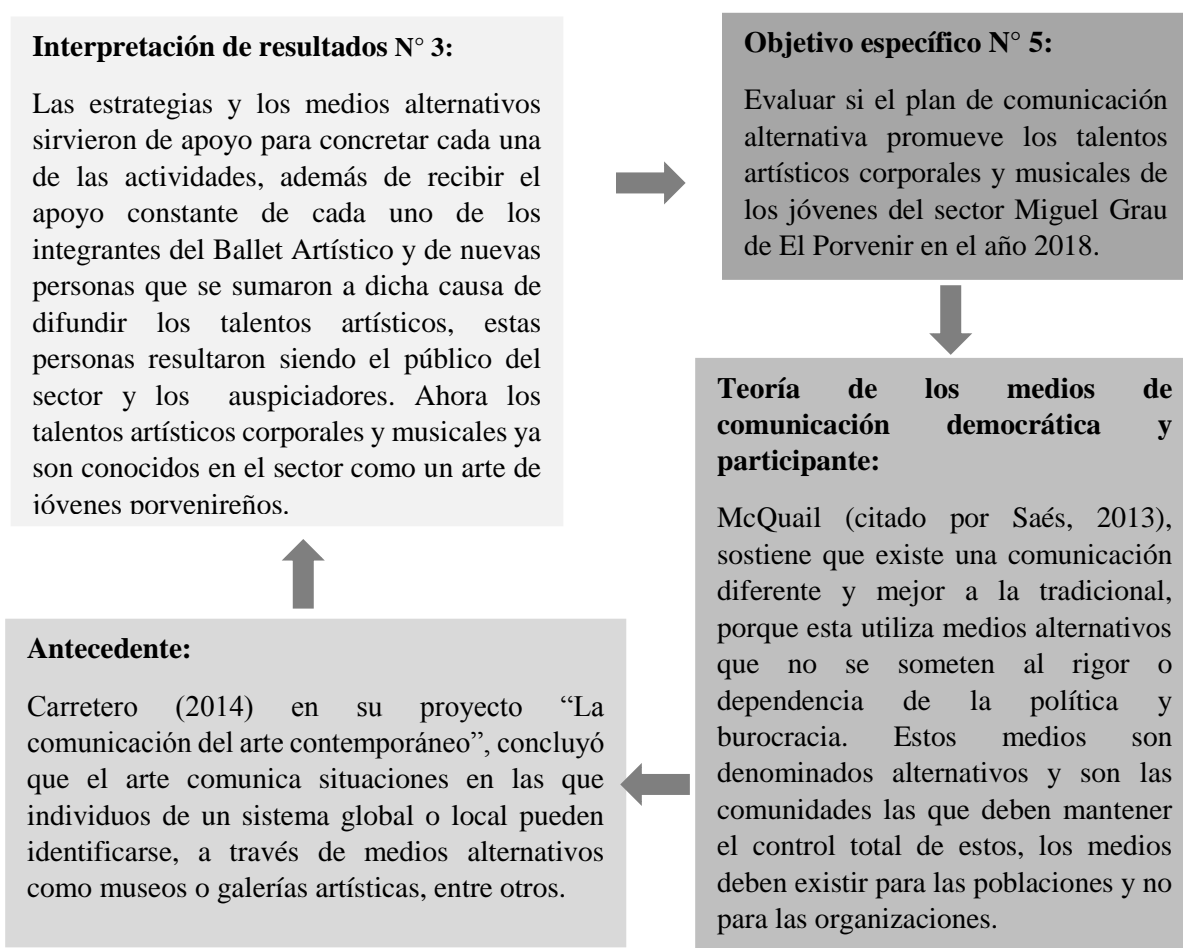 Interpretación de resultados N° 3:
Las estrategias y los medios alternativos
sirvieron de apoyo para concretar cada una
de las actividades, además de recibir el
apoyo constante de cada uno de los
integrantes del Ballet Artístico y de nuevas
personas que se sumaron a dicha causa de
difundir los talentos artísticos, estas
personas resultaron siendo el público del
sector y los auspiciadores. Ahora los
talentos artísticos corporales y musicales ya
son conocidos en el sector como un arte de
jóvenes porvenireños.
Objetivo específico N° 5:
Evaluar si el plan de comunicación
alternativa promueve los talentos
artísticos corporales y musicales de
los jóvenes del sector Miguel Grau
de El Porvenir en el año 2018.
Teoría de los medios de
comunicación democrática y
participante:
McQuail (citado por Saés, 2013),
sostiene que existe una comunicación
diferente y mejor a la tradicional,
porque esta utiliza medios alternativos
que no se someten al rigor o
dependencia de la política y
burocracia. Estos medios son
denominados alternativos y son las
comunidades las que deben mantener
el control total de estos, los medios
deben existir para las poblaciones y no
para las organizaciones.
Antecedente:
Carretero (2014) en su proyecto “La
comunicación del arte contemporáneo”, concluyó
que el arte comunica situaciones en las que
individuos de un sistema global o local pueden
identificarse, a través de medios alternativos
como museos o galerías artísticas, entre otros.